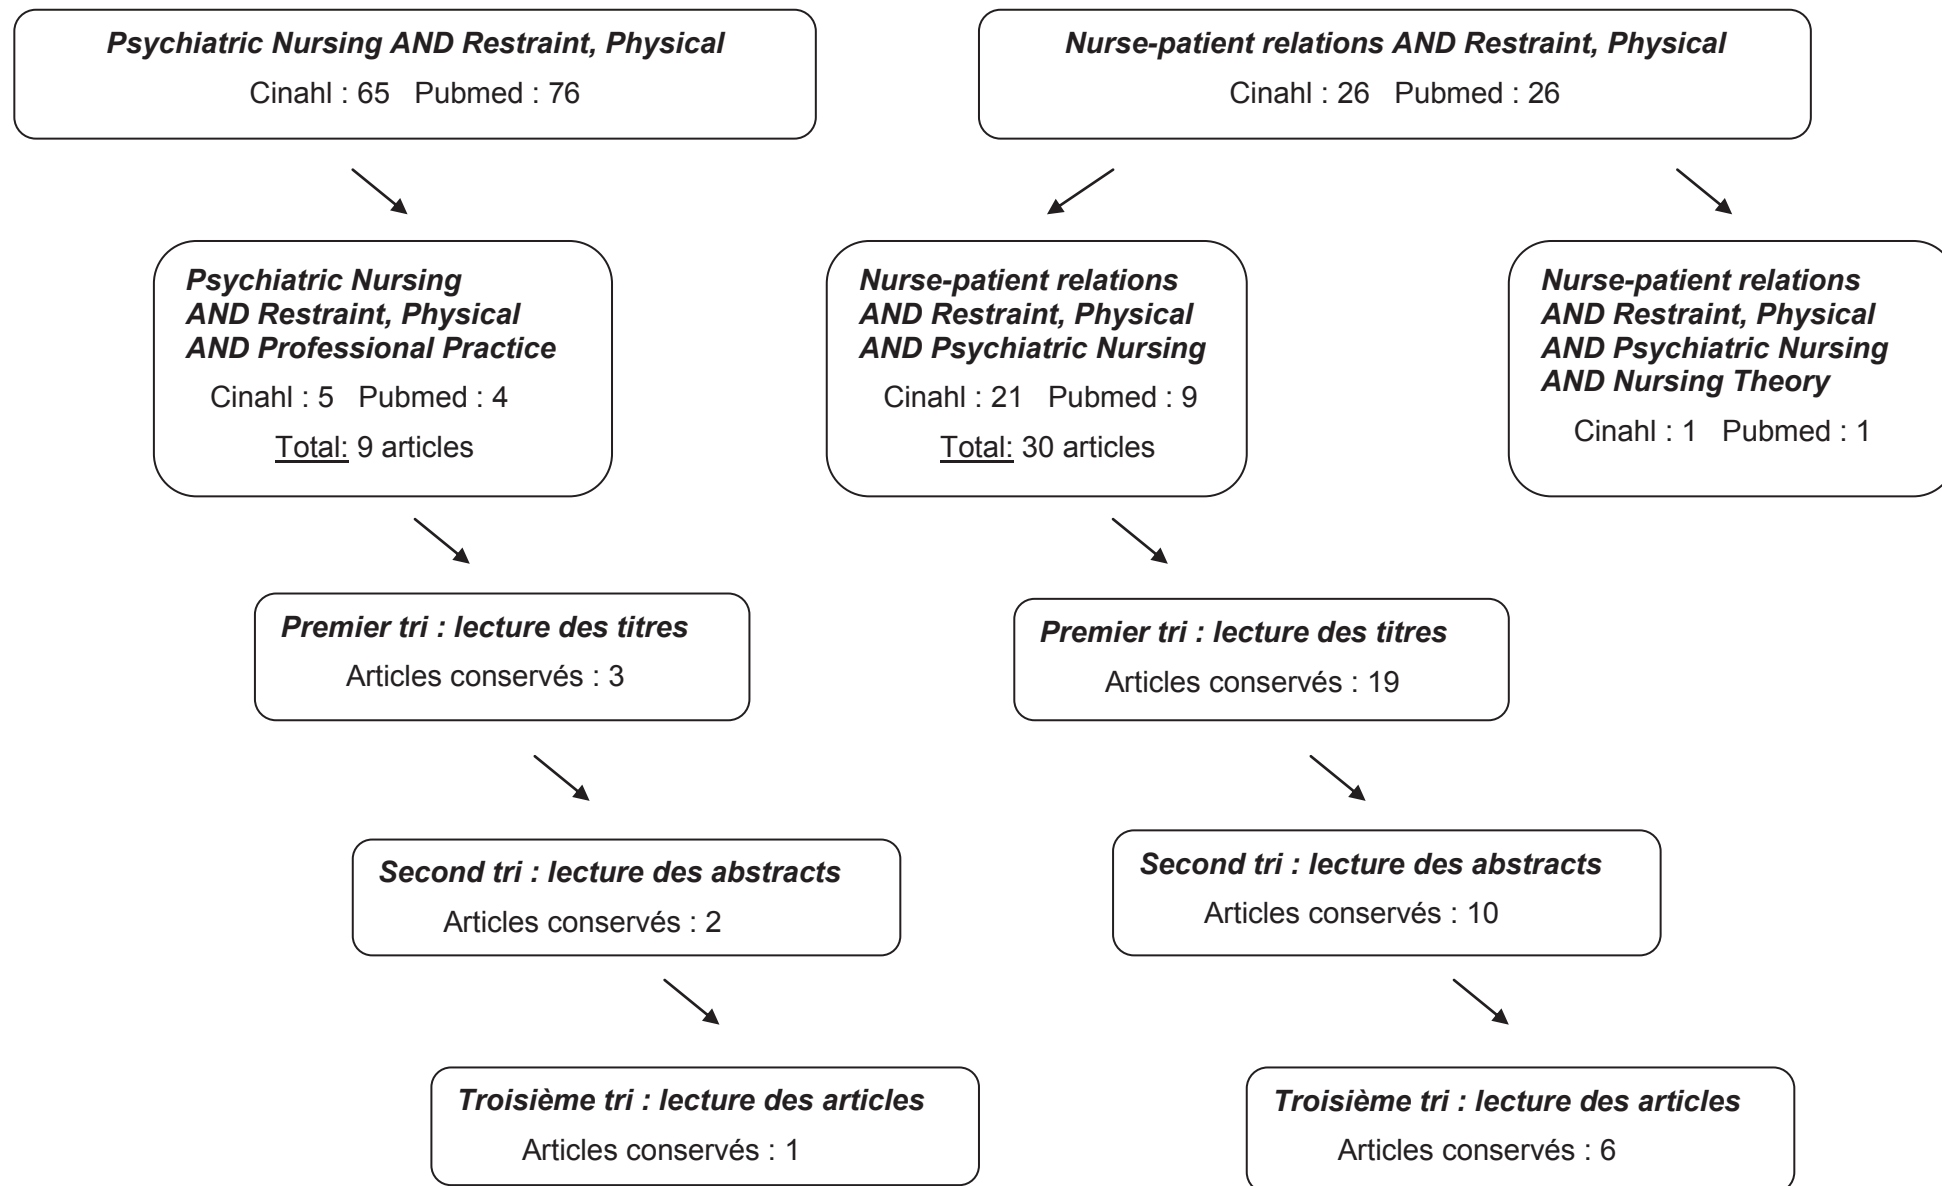 Psychiatric Nursing AND Restraint, Physical
Cinahl : 65   Pubmed : 76
Nurse-patient relations AND Restraint, Physical
Cinahl : 26   Pubmed : 26
Psychiatric Nursing
AND Restraint, Physical
AND Professional Practice
Cinahl : 5   Pubmed : 4
Total: 9 articles
Nurse-patient relations
AND Restraint, Physical
AND Psychiatric Nursing
Cinahl : 21   Pubmed : 9
Total: 30 articles
Nurse-patient relations
AND Restraint, Physical
AND Psychiatric Nursing
AND Nursing Theory
Cinahl : 1   Pubmed : 1
Premier tri : lecture des titres
Articles conservés : 3
Premier tri : lecture des titres
Articles conservés : 19
Second tri : lecture des abstracts
Articles conservés : 2
Second tri : lecture des abstracts
Articles conservés : 10
Troisième tri : lecture des articles
Articles conservés : 1
Troisième tri : lecture des articles
Articles conservés : 6